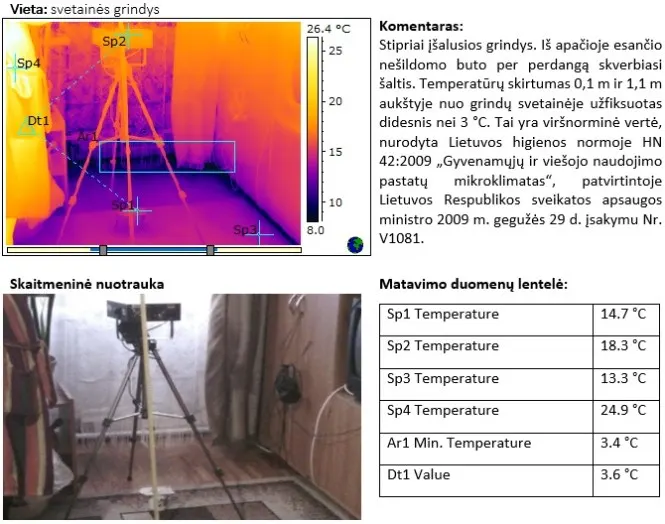 Vieta: svetainės grindys
26.4 °C
Sp2
Sp4
25
20
Dt1
Ar1
15
10
Sp1
Sp3
8.0
Komentaras:
Stipriai įšalusios grindys. Iš apačioje esančio
nešildomo buto per perdangą skverbiasi
šaltis. Temperatūrų skirtumas 0,1 m ir 1,1 m
aukštyje nuo grindų svetainėje užfiksuotas
didesnis nei 3 °C. Tai yra viršnorminė vertė,
nurodyta Lietuvos higienos normoje HN
42:2009 „Gyvenamųjų ir viešojo naudojimo
pastatų mikroklimatas“, patvirtintoje
Lietuvos Respublikos sveikatos apsaugos
ministro 2009 m. gegužės 29 d. įsakymu Nr.
V1081.
Skaitmeninė nuotrauka
Matavimo duomenų lentelė:
Sp1 Temperature 14.7 °C
Sp2 Temperature 18.3 °C
Sp3 Temperature 13.3 °C
Sp4 Temperature 24.9 °C
Ar1 Min. Temperature 3.4 °C
Dt1 Value 3.6 °C